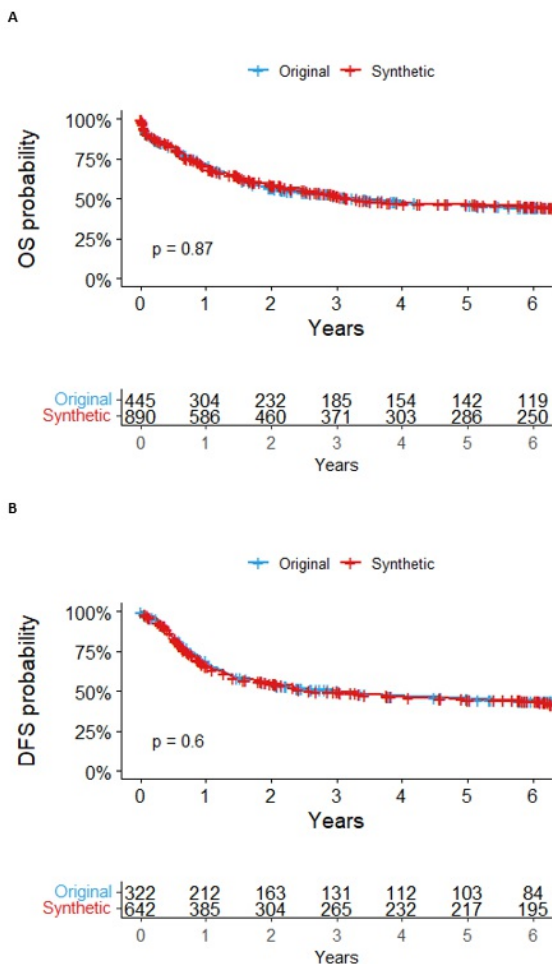 A
Original Synthetic
100%
75%
50%
25%
0%
OS probability
p = 0.87
0 1 2 3 4 5 6
Years
Original 445 304 232 185 154 142 119
Synthetic 890 586 460 371 303 286 250
0 1 2 3 4 5 6
Years
B
Original Synthetic
100%
75%
50%
25%
0%
DFS probability
p = 0.6
0 1 2 3 4 5 6
Years
Original 322 212 163 131 112 103 84
Synthetic 642 385 304 265 232 217 195
0 1 2 3 4 5 6
Years